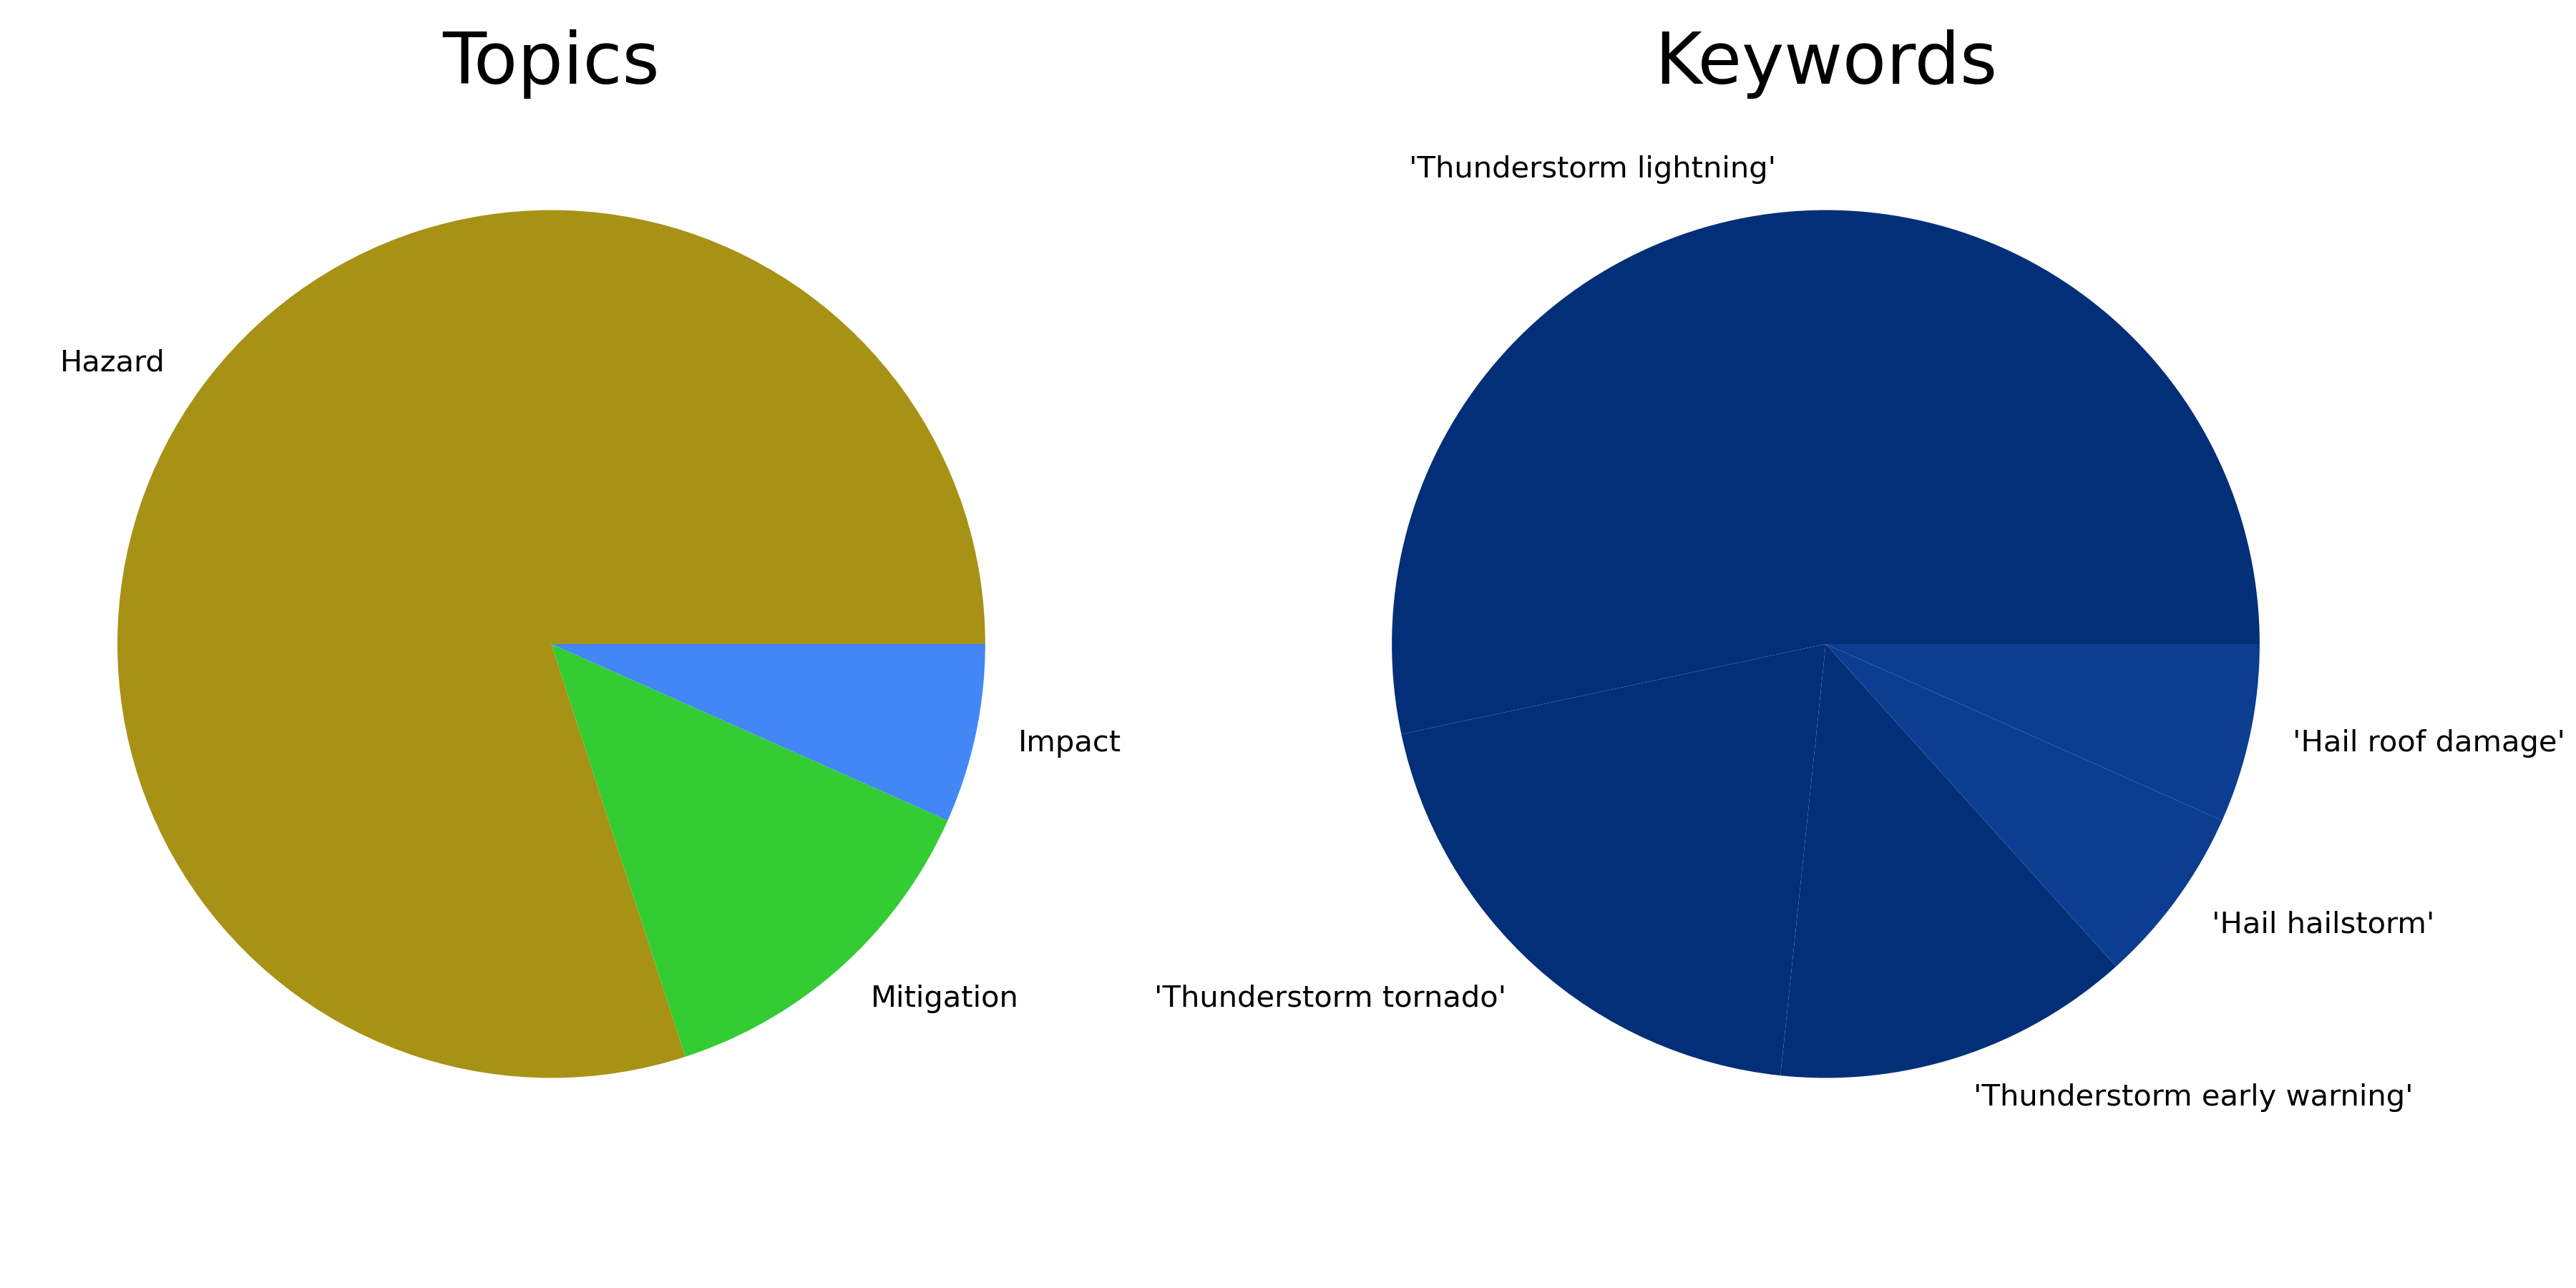 Topics
Hazard
Impact
Mitigation
Keywords
'Thunderstorm lightning'
'Hail roof damage'
'Hail hailstorm'
'Thunderstorm tornado'
'Thunderstorm early warning'